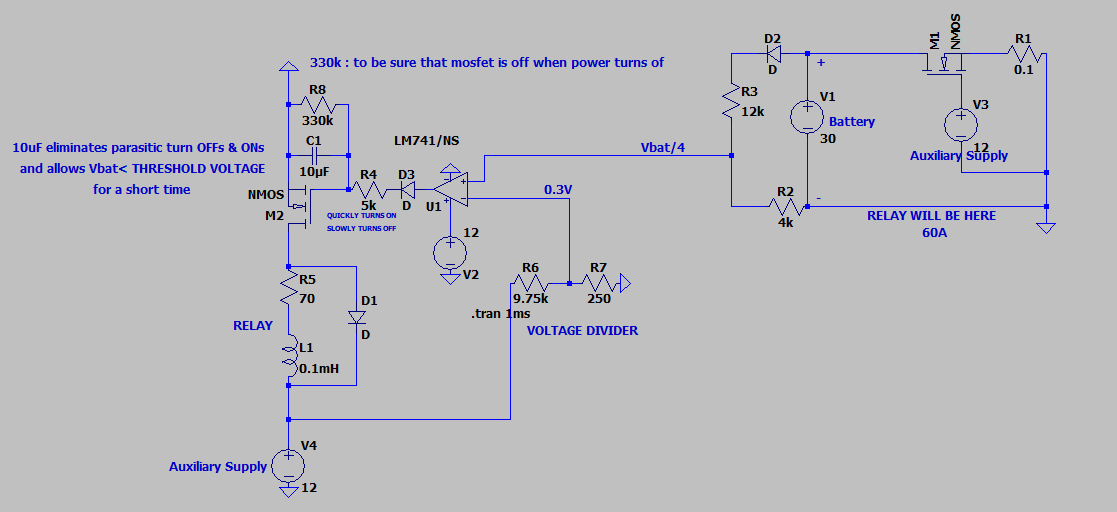 330k : to be sure that mosfet is off when power turns of
R8
330k
C1
10µF
10uF eliminates parasitic turn OFFs & ONs
and allows Vbat< THRESHOLD VOLTAGE
for a short time
NMOS
M2
R4
5k
D3
D
QUICKLY TURNS ON
SLOWLY TURNS OFF
LM741/NS
U1
12
V2
Vbat/4
0.3V
R6
9.75k
R7
250
.tran 1ms
VOLTAGE DIVIDER
R5
70
D1
D
RELAY
L1
0.1mH
V4
Auxiliary Supply
12
D2
D
R3
12k
R2
4k
+
V1
Battery
30
-
M1
NMOS
R1
0.1
V3
12
Auxiliary Supply
RELAY WILL BE HERE
60A